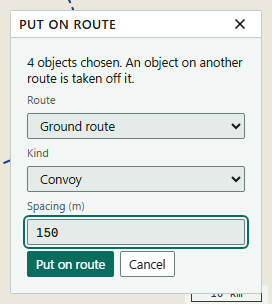 PUT ON ROUTE
4 objects chosen. An object on another
route is taken off it.
Route
Ground route
Kind
Convoy
Spacing (m)
150
Put on route
Cancel